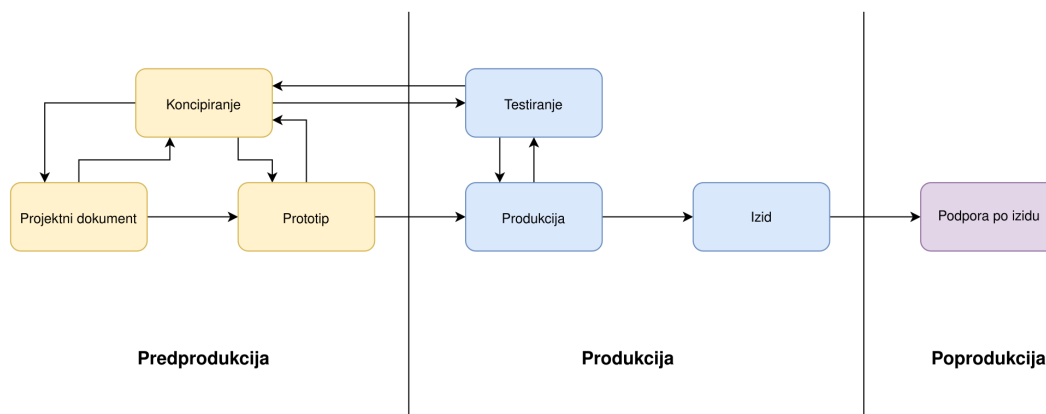 Koncipiranje
Testiranje
Projektni dokument
Prototip
Produkcija
Izid
Podpora po izidu
Predprodukcija
Produkcija
Poprodukcija